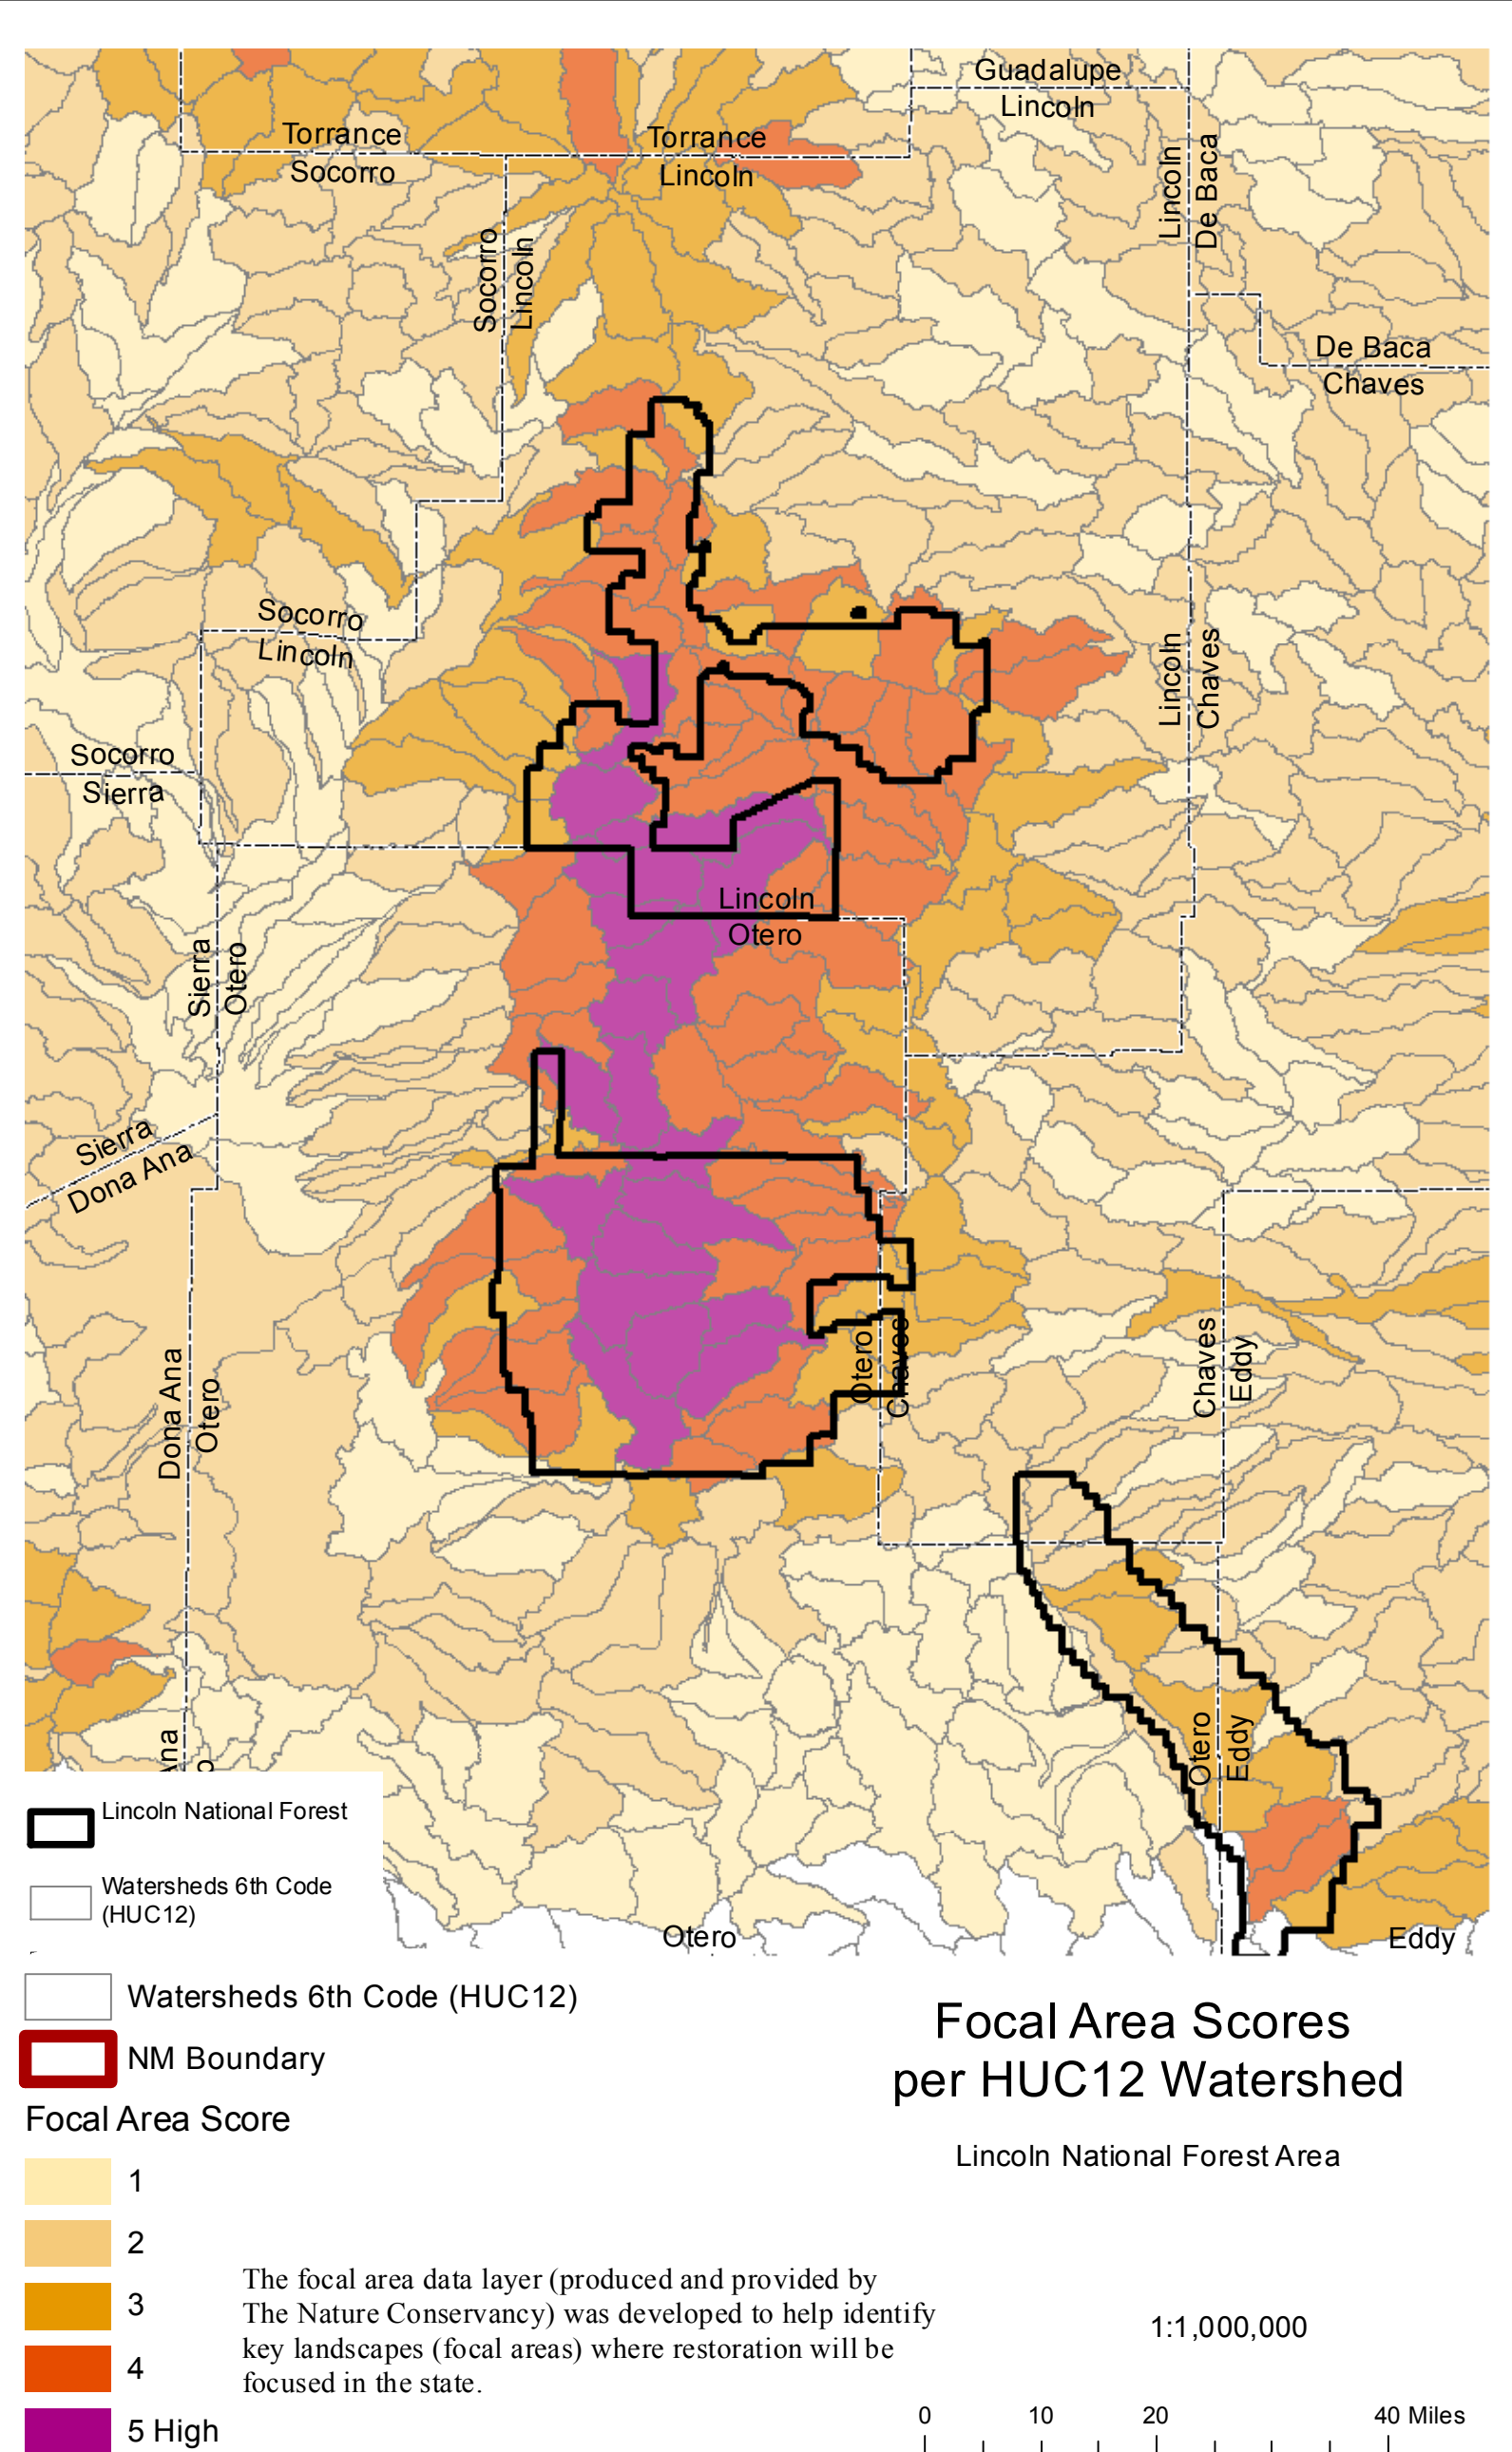 Guadalupe
Lincoln
Torrance
Socorro
Torrance
Lincoln
Lincoln
De Baca
Socorro
Lincoln
De Baca
Chaves
Socorro
Lincoln
Lincoln
Chaves
Socorro
Sierra
Lincoln
Otero
Sierra
Otero
Sierra
Dona Ana
Dona Ana
Otero
Otero
Chaves
Chaves
Eddy
Otero
Eddy
Otero
Eddy
Lincoln National Forest
Watersheds 6th Code
(HUC12)
Watersheds 6th Code (HUC12)
NM Boundary
Focal Area Score
1
2
3
4
5 High
The focal area data layer (produced and provided by
The Nature Conservancy) was developed to help identify
key landscapes (focal areas) where restoration will be
focused in the state.
Focal Area Scores
per HUC12 Watershed
Lincoln National Forest Area
1:1,000,000
0 10 20 40 Miles